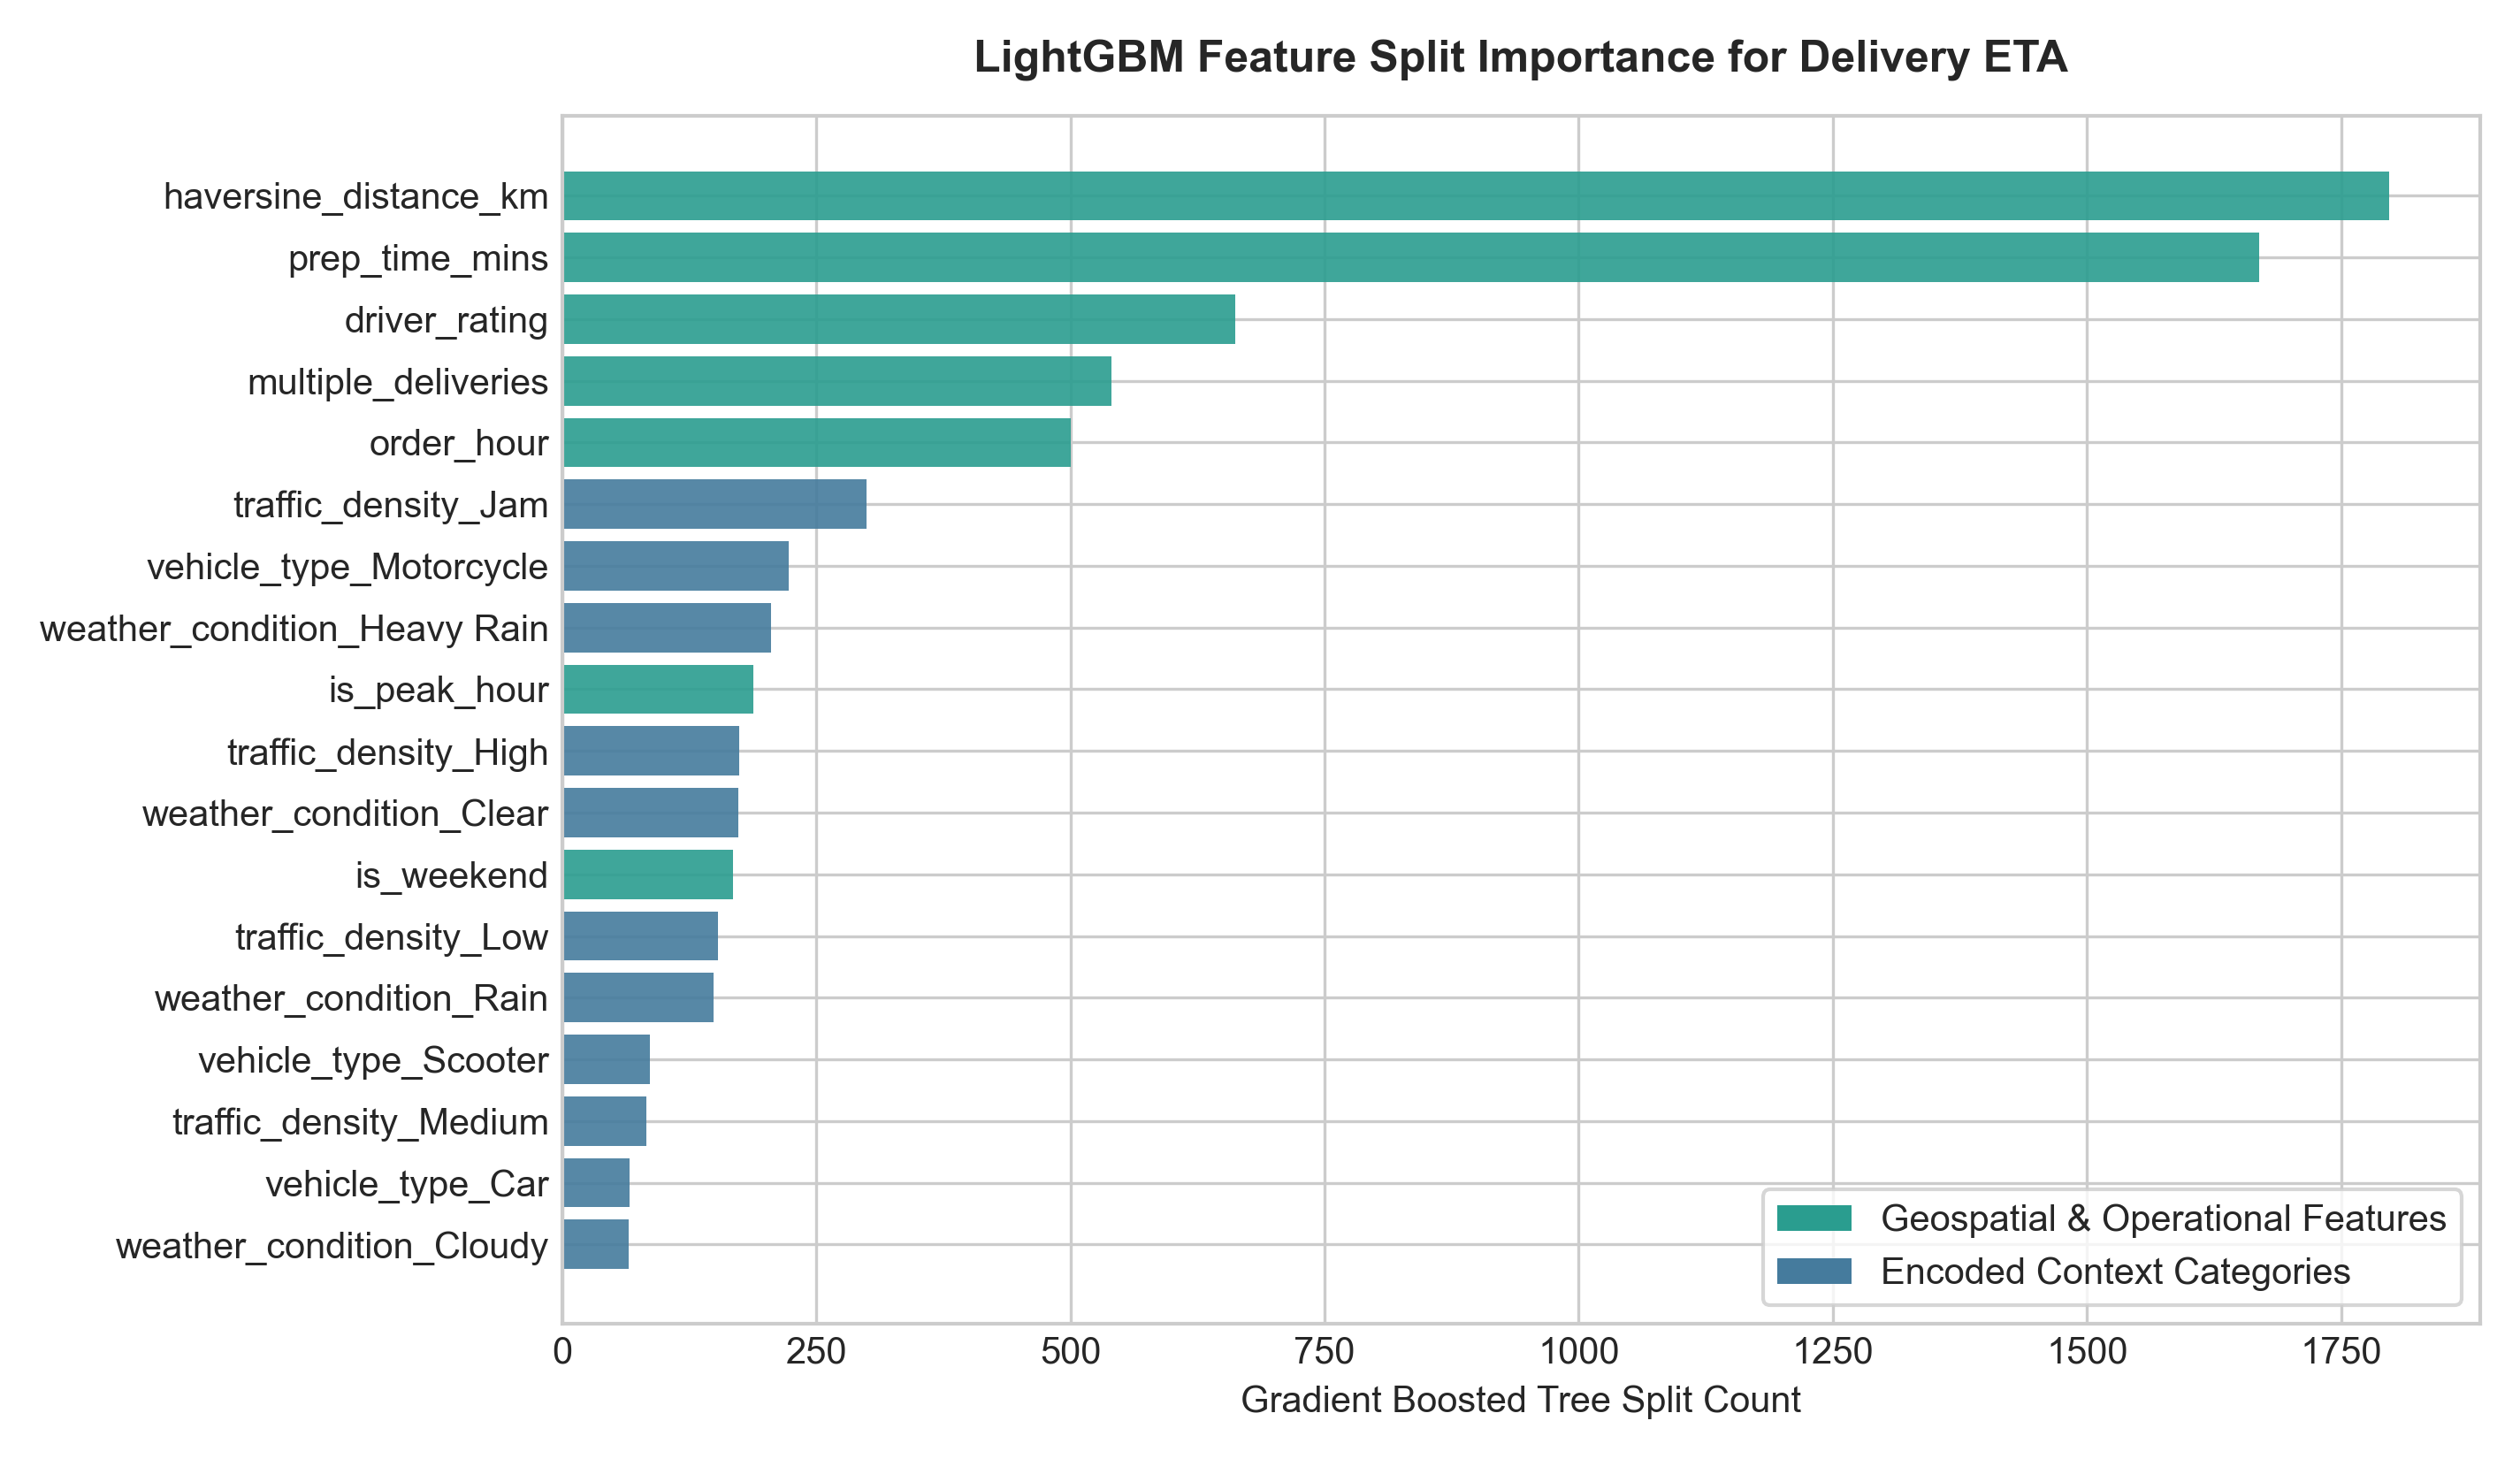 LightGBM Feature Split Importance for Delivery ETA
haversine_distance_km
prep_time_mins
driver_rating
multiple_deliveries
order_hour
traffic_density_Jam
vehicle_type_Motorcycle
weather_condition_Heavy Rain
is_peak_hour
traffic_density_High
weather_condition_Clear
is_weekend
traffic_density_Low
weather_condition_Rain
vehicle_type_Scooter
traffic_density_Medium
vehicle_type_Car
weather_condition_Cloudy
Geospatial & Operational Features
Encoded Context Categories
0 250 500 750 1000 1250 1500 1750
Gradient Boosted Tree Split Count